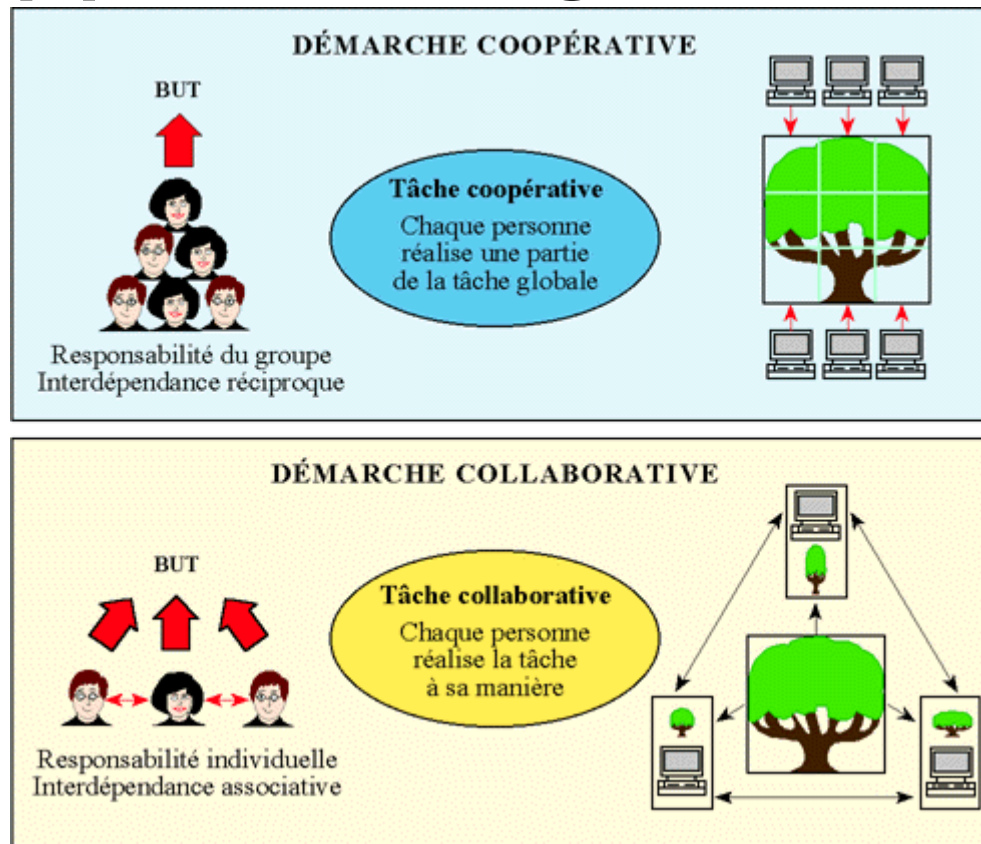 DÉMARCHE COOPÉRATIVE
BUT
Tâche coopérative
Chaque personne
réalise une partie
de la tâche globale
Responsabilité du groupe
Interdépendance réciproque
DÉMARCHE COLLABORATIVE
BUT
Tâche collaborative
Chaque personne
réalise la tâche
à sa manière
Responsabilité individuelle
Interdépendance associative